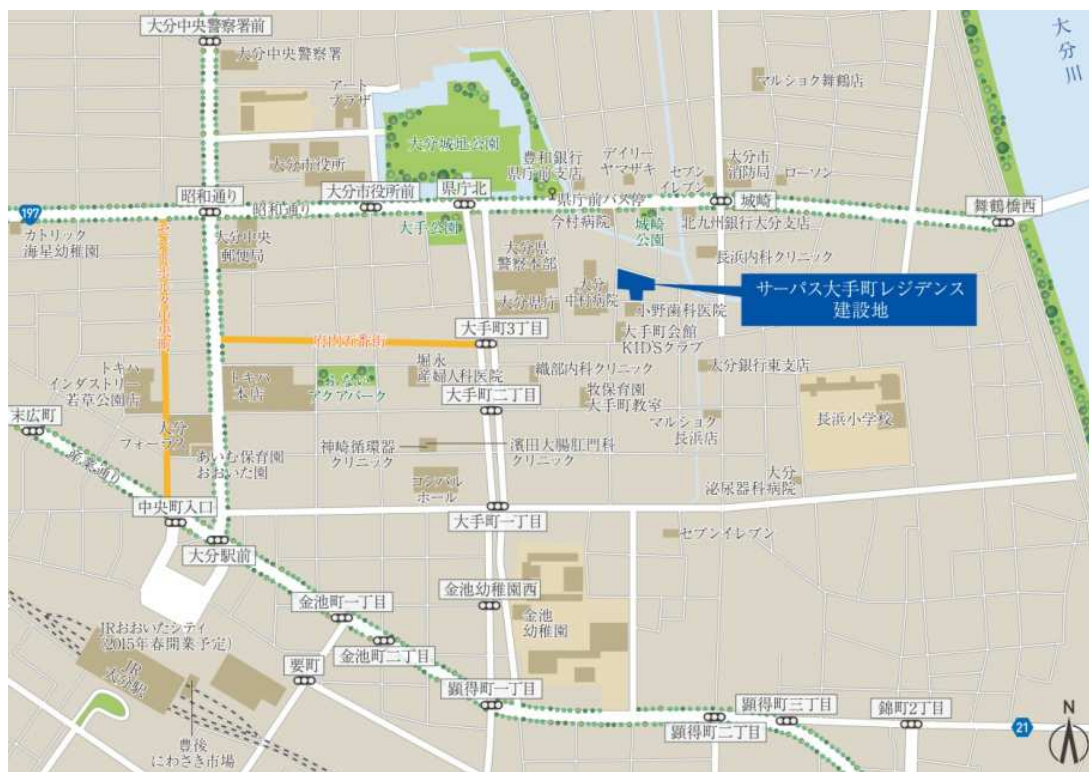 大分中央警察署前
大分中央警察署
アート
プラザ
大分城址公園
大分市役所
マルショク舞鶴店
大分川
豊和銀行
県庁前支店
デイリー
ヤマザキ
セブン
イレブン
大分市
消防局
ローソン
197
昭和通り
昭和通り
大分市役所前
県庁北
県庁前バス停
城崎
舞鶴橋西
カトリック
海星幼稚園
大分中央
郵便局
大手公園
今村病院
城崎
公園
北九州銀行大分支店
長浜内科クリニック
大分県
警察本部
大分県庁
大分
中村病院
小野歯科医院
サーパス大手町レジデンス
建設地
大手町会館
KID'Sクラブ
府内五番街
大手町3丁目
堀永
産婦人科医院
織部内科クリニック
大分銀行東支店
トキハ
インダストリー
若草公園店
トキハ
本店
ふない
アクアパーク
大手町二丁目
牧保育園
大手町教室
マルショク
長浜店
長浜小学校
末広町
大分
フォーラス
産業通り
あいむ保育園
おおいた園
神崎循環器
クリニック
濱田大腸肛門科
クリニック
コンパル
ホール
大分
泌尿器科病院
中央町入口
大手町一丁目
大分駅前
セブンイレブン
金池幼稚園西
金池
幼稚園
金池町一丁目
金池町二丁目
JRおおいたシティ
(2015年春開業予定)
JR
大分駅
要町
豊後
にわさき市場
顕得町一丁目
顕得町二丁目
顕得町三丁目
錦町2丁目
21
N